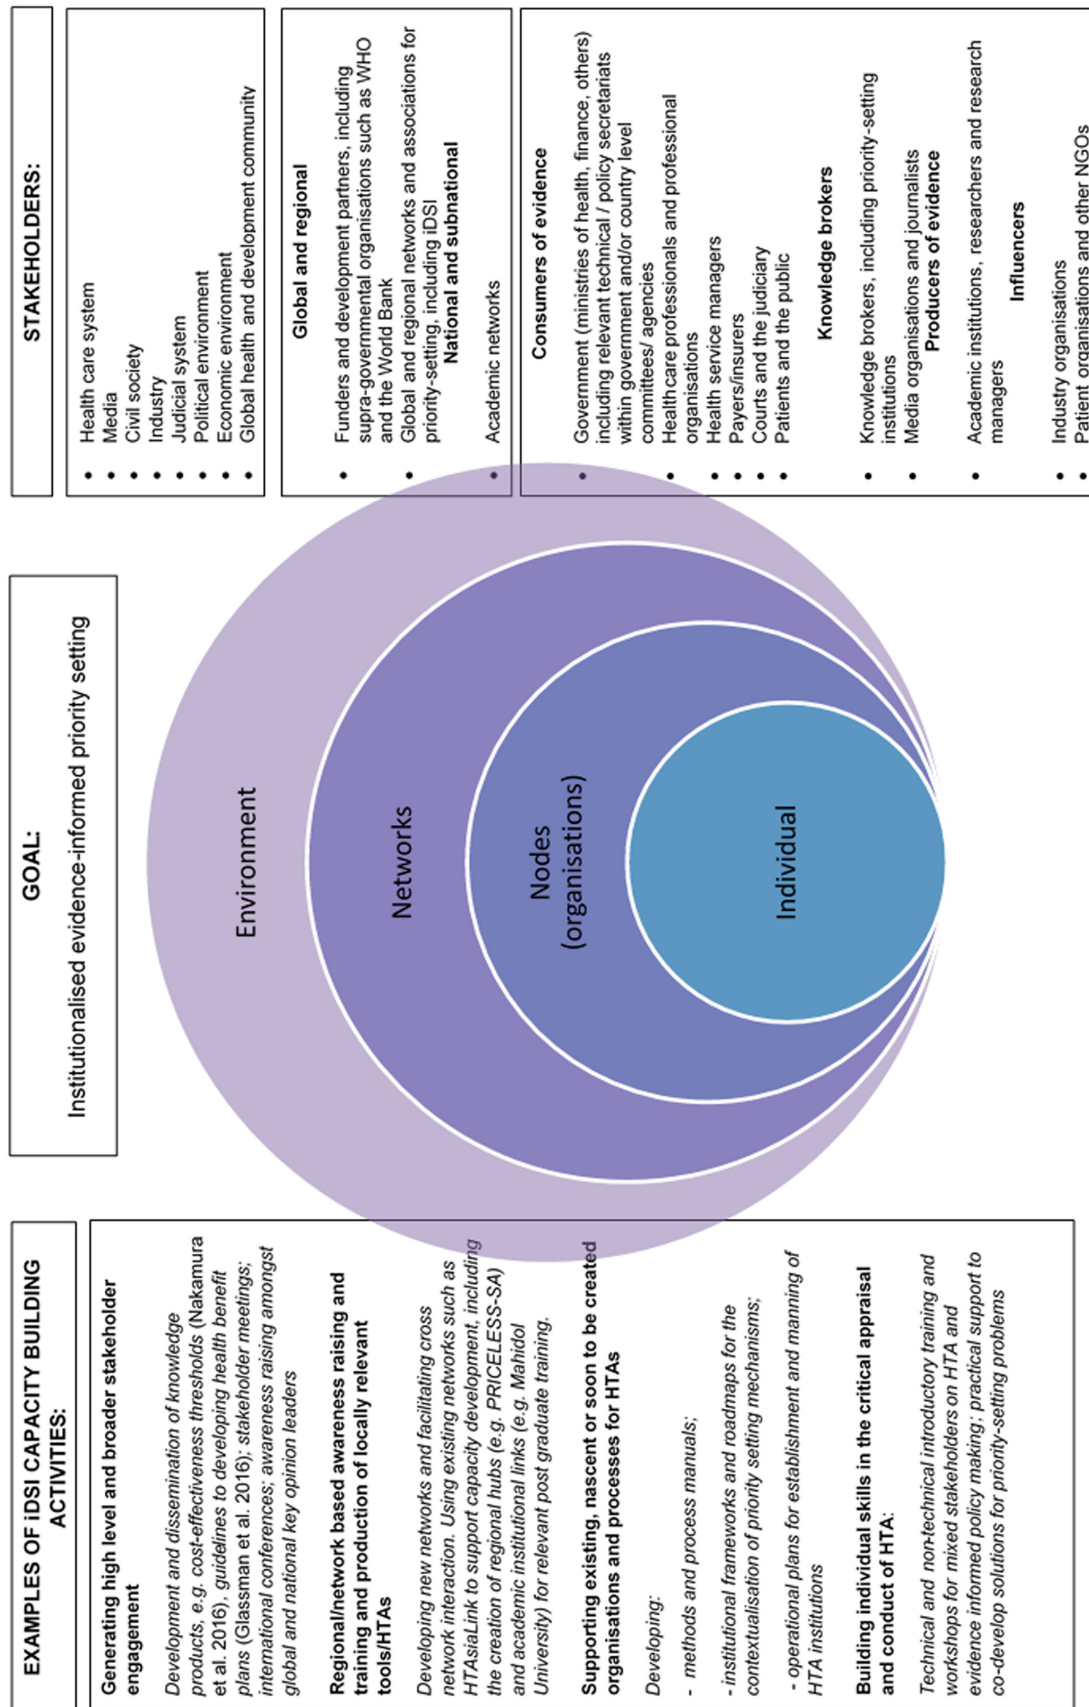 EXAMPLES OF iDSI CAPACITY BUILDING
ACTIVITIES:
Generating high level and broader stakeholder
engagement
Development and dissemination of knowledge
products, e.g. cost-effectiveness thresholds (Nakamura
et al. 2016), guidelines to developing health benefit
plans (Glassman et al. 2016); stakeholder meetings;
international conferences; awareness raising amongst
global and national key opinion leaders
Regional/network based awareness raising and
training and production of locally relevant
tools/HTAs
Developing new networks and facilitating cross
network interaction. Using existing networks such as
HTAsiaLink to support capacity development, including
the creation of regional hubs (e.g. PRICELESS-SA)
and academic institutional links (e.g. Mahidol
University) for relevant post graduate training.
Supporting existing, nascent or soon to be created
organisations and processes for HTAs
Developing:
- methods and process manuals;
- institutional frameworks and roadmaps for the
contextualisation of priority setting mechanisms;
- operational plans for establishment and manning of
HTA institutions
Building individual skills in the critical appraisal
and conduct of HTA:
Technical and non-technical introductory training and
workshops for mixed stakeholders on HTA and
evidence informed policy making; practical support to
co-develop solutions for priority-setting problems
GOAL:
Institutionalised evidence-informed priority setting
Environment
Networks
Nodes
(organisations)
Individual
STAKEHOLDERS:
• Health care system
• Media
• Civil society
• Industry
• Judicial system
• Political environment
• Economic environment
• Global health and development community
Global and regional
• Funders and development partners, including
supra-governmental organisations such as WHO
and the World Bank
• Global and regional networks and associations for
priority-setting, including iDSI
National and subnational
• Academic networks
Consumers of evidence
• Government (ministries of health, finance, others)
including relevant technical / policy secretariats
within government and/or country level
committees/ agencies
• Healthcare professionals and professional
organisations
• Health service managers
• Payers/insurers
• Courts and the judiciary
• Patients and the public
Knowledge brokers
• Knowledge brokers, including priority-setting
institutions
• Media organisations and journalists
Producers of evidence
• Academic institutions, researchers and research
managers
Influencers
• Industry organisations
• Patient organisations and other NGOs